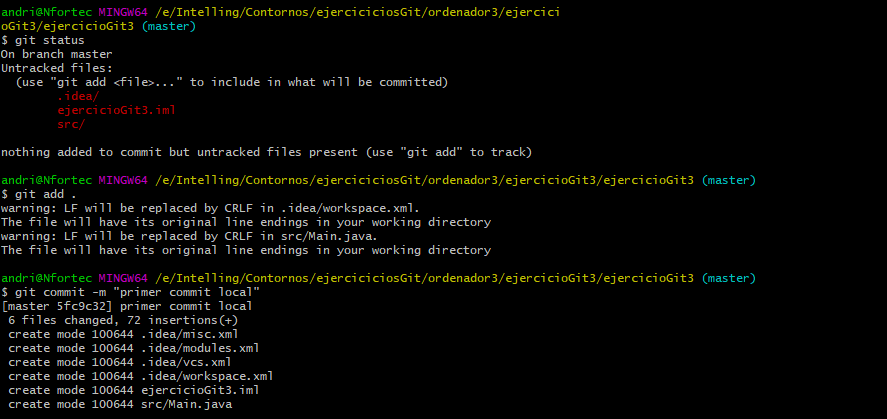 andri@Nfortec MINGW64 /e/Intelling/Contornos/ejerciciosGit/ordenador3/ejercici
oGit3/ejercicioGit3 (master)
$ git status
On branch master
Untracked files:
  (use "git add <file>..." to include in what will be committed)
        .idea/
        ejercicioGit3.iml
        src/

nothing added to commit but untracked files present (use "git add" to track)

andri@Nfortec MINGW64 /e/Intelling/Contornos/ejerciciosGit/ordenador3/ejercicioGit3/ejercicioGit3 (master)
$ git add .
warning: LF will be replaced by CRLF in .idea/workspace.xml.
The file will have its original line endings in your working directory
warning: LF will be replaced by CRLF in src/Main.java.
The file will have its original line endings in your working directory

andri@Nfortec MINGW64 /e/Intelling/Contornos/ejerciciosGit/ordenador3/ejercicioGit3/ejercicioGit3 (master)
$ git commit -m "primer commit local"
[master 5fc9c32] primer commit local
 6 files changed, 72 insertions(+)
 create mode 100644 .idea/misc.xml
 create mode 100644 .idea/modules.xml
 create mode 100644 .idea/vcs.xml
 create mode 100644 .idea/workspace.xml
 create mode 100644 ejercicioGit3.iml
 create mode 100644 src/Main.java